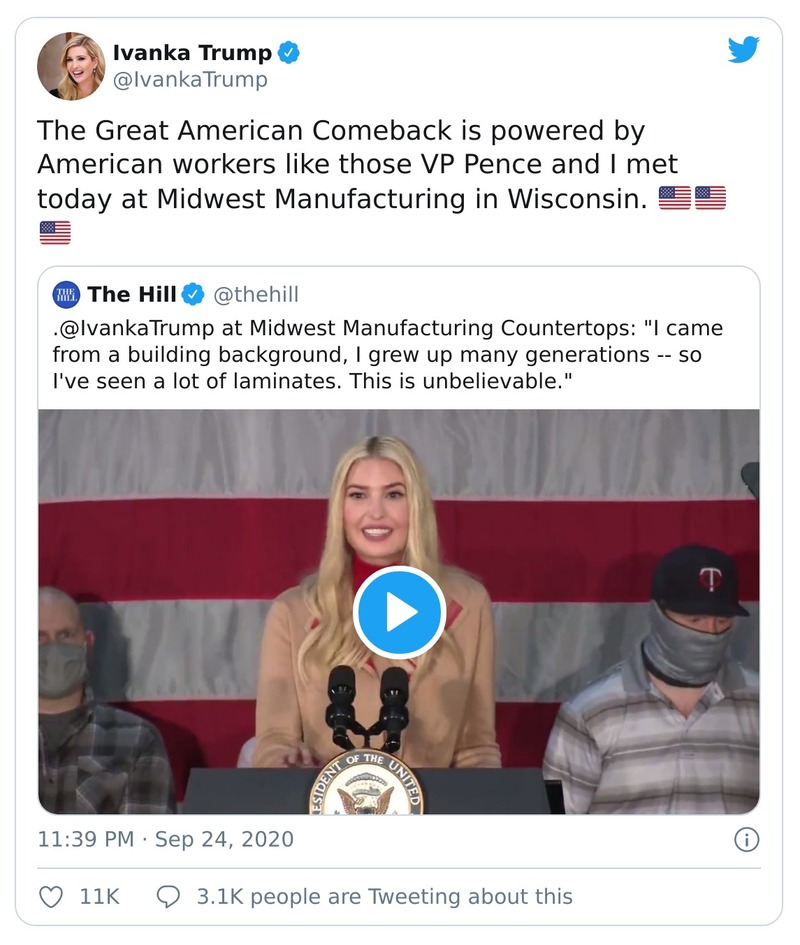 Ivanka Trump
@IvankaTrump
The Great American Comeback is powered by
American workers like those VP Pence and I met
today at Midwest Manufacturing in Wisconsin. 🇺🇸🇺🇸
🇺🇸
THE HILL
The Hill @thehill
.@IvankaTrump at Midwest Manufacturing Countertops: "I came
from a building background, I grew up many generations -- so
I've seen a lot of laminates. This is unbelievable."
T
ESIDENT OF THE UNITED
11:39 PM · Sep 24, 2020
11K 3.1K people are Tweeting about this